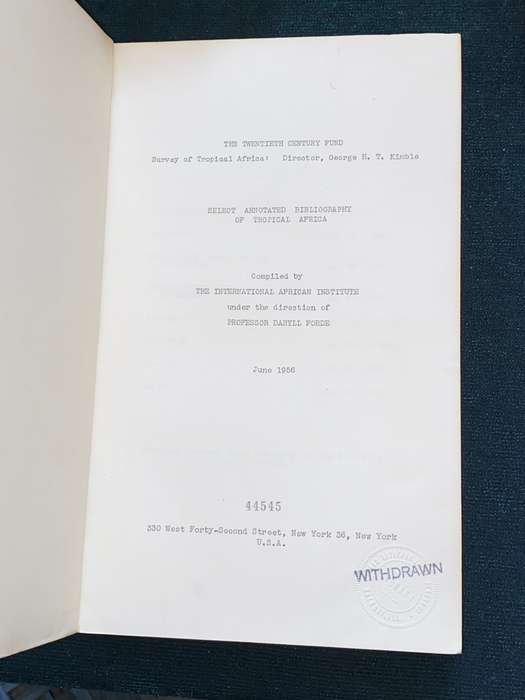 THE TWENTIETH CENTURY FUND
Survey of Tropical Africa: Director, George H. T. Kimble
SELECT ANNOTATED BIBLIOGRAPHY
OF TROPICAL AFRICA
Compiled by
THE INTERNATIONAL AFRICAN INSTITUTE
under the direction of
PROFESSOR DARYLL FORDE
June 1956
44545
330 West Forty-Second Street, New York 36, New York
U.S.A.
WITHDRAWN